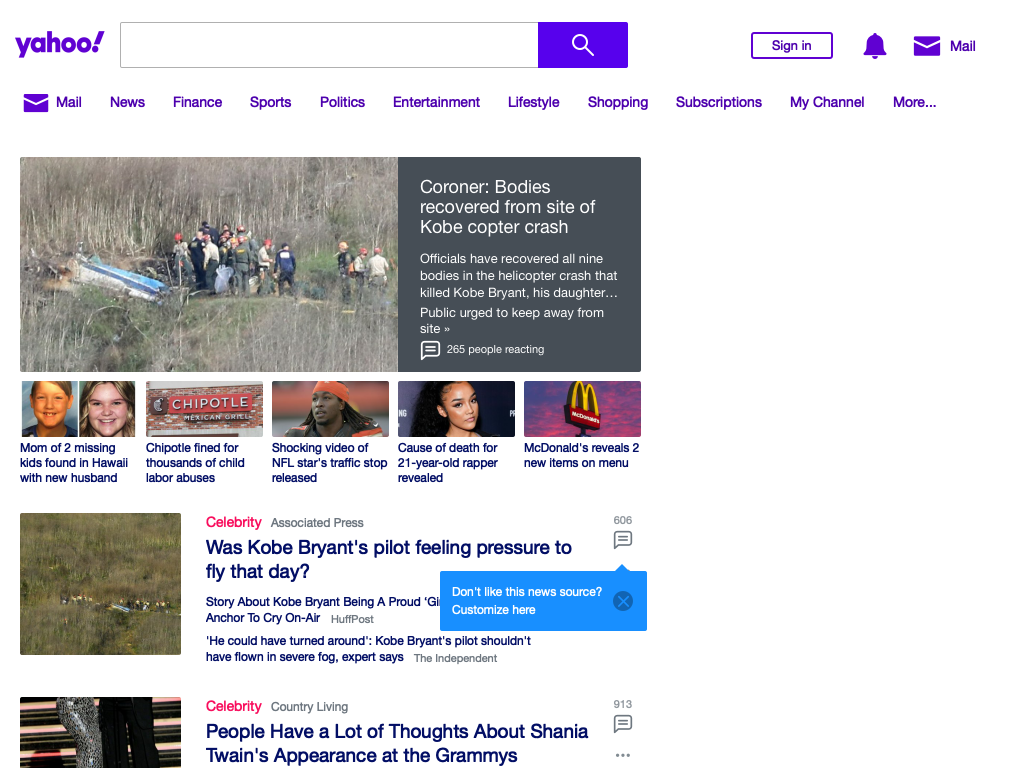 yahoo!
Sign in
Mail
Mail
News
Finance
Sports
Politics
Entertainment
Lifestyle
Shopping
Subscriptions
My Channel
More...
Coroner: Bodies
recovered from site of
Kobe copter crash
Officials have recovered all nine
bodies in the helicopter crash that
killed Kobe Bryant, his daughter…
Public urged to keep away from
site »
265 people reacting
CHIPOTLE
MEXICAN GRILL
McDonald's
Mom of 2 missing
kids found in Hawaii
with new husband
Chipotle fined for
thousands of child
labor abuses
Shocking video of
NFL star's traffic stop
released
Cause of death for
21-year-old rapper
revealed
McDonald's reveals 2
new items on menu
Celebrity Associated Press
606
Was Kobe Bryant's pilot feeling pressure to
fly that day?
Don't like this news source?
Customize here
Story About Kobe Bryant Being A Proud
Anchor To Cry On-Air HuffPost
'He could have turned around': Kobe Bryant's pilot shouldn't
have flown in severe fog, expert says The Independent
Celebrity Country Living
913
People Have a Lot of Thoughts About Shania
Twain's Appearance at the Grammys